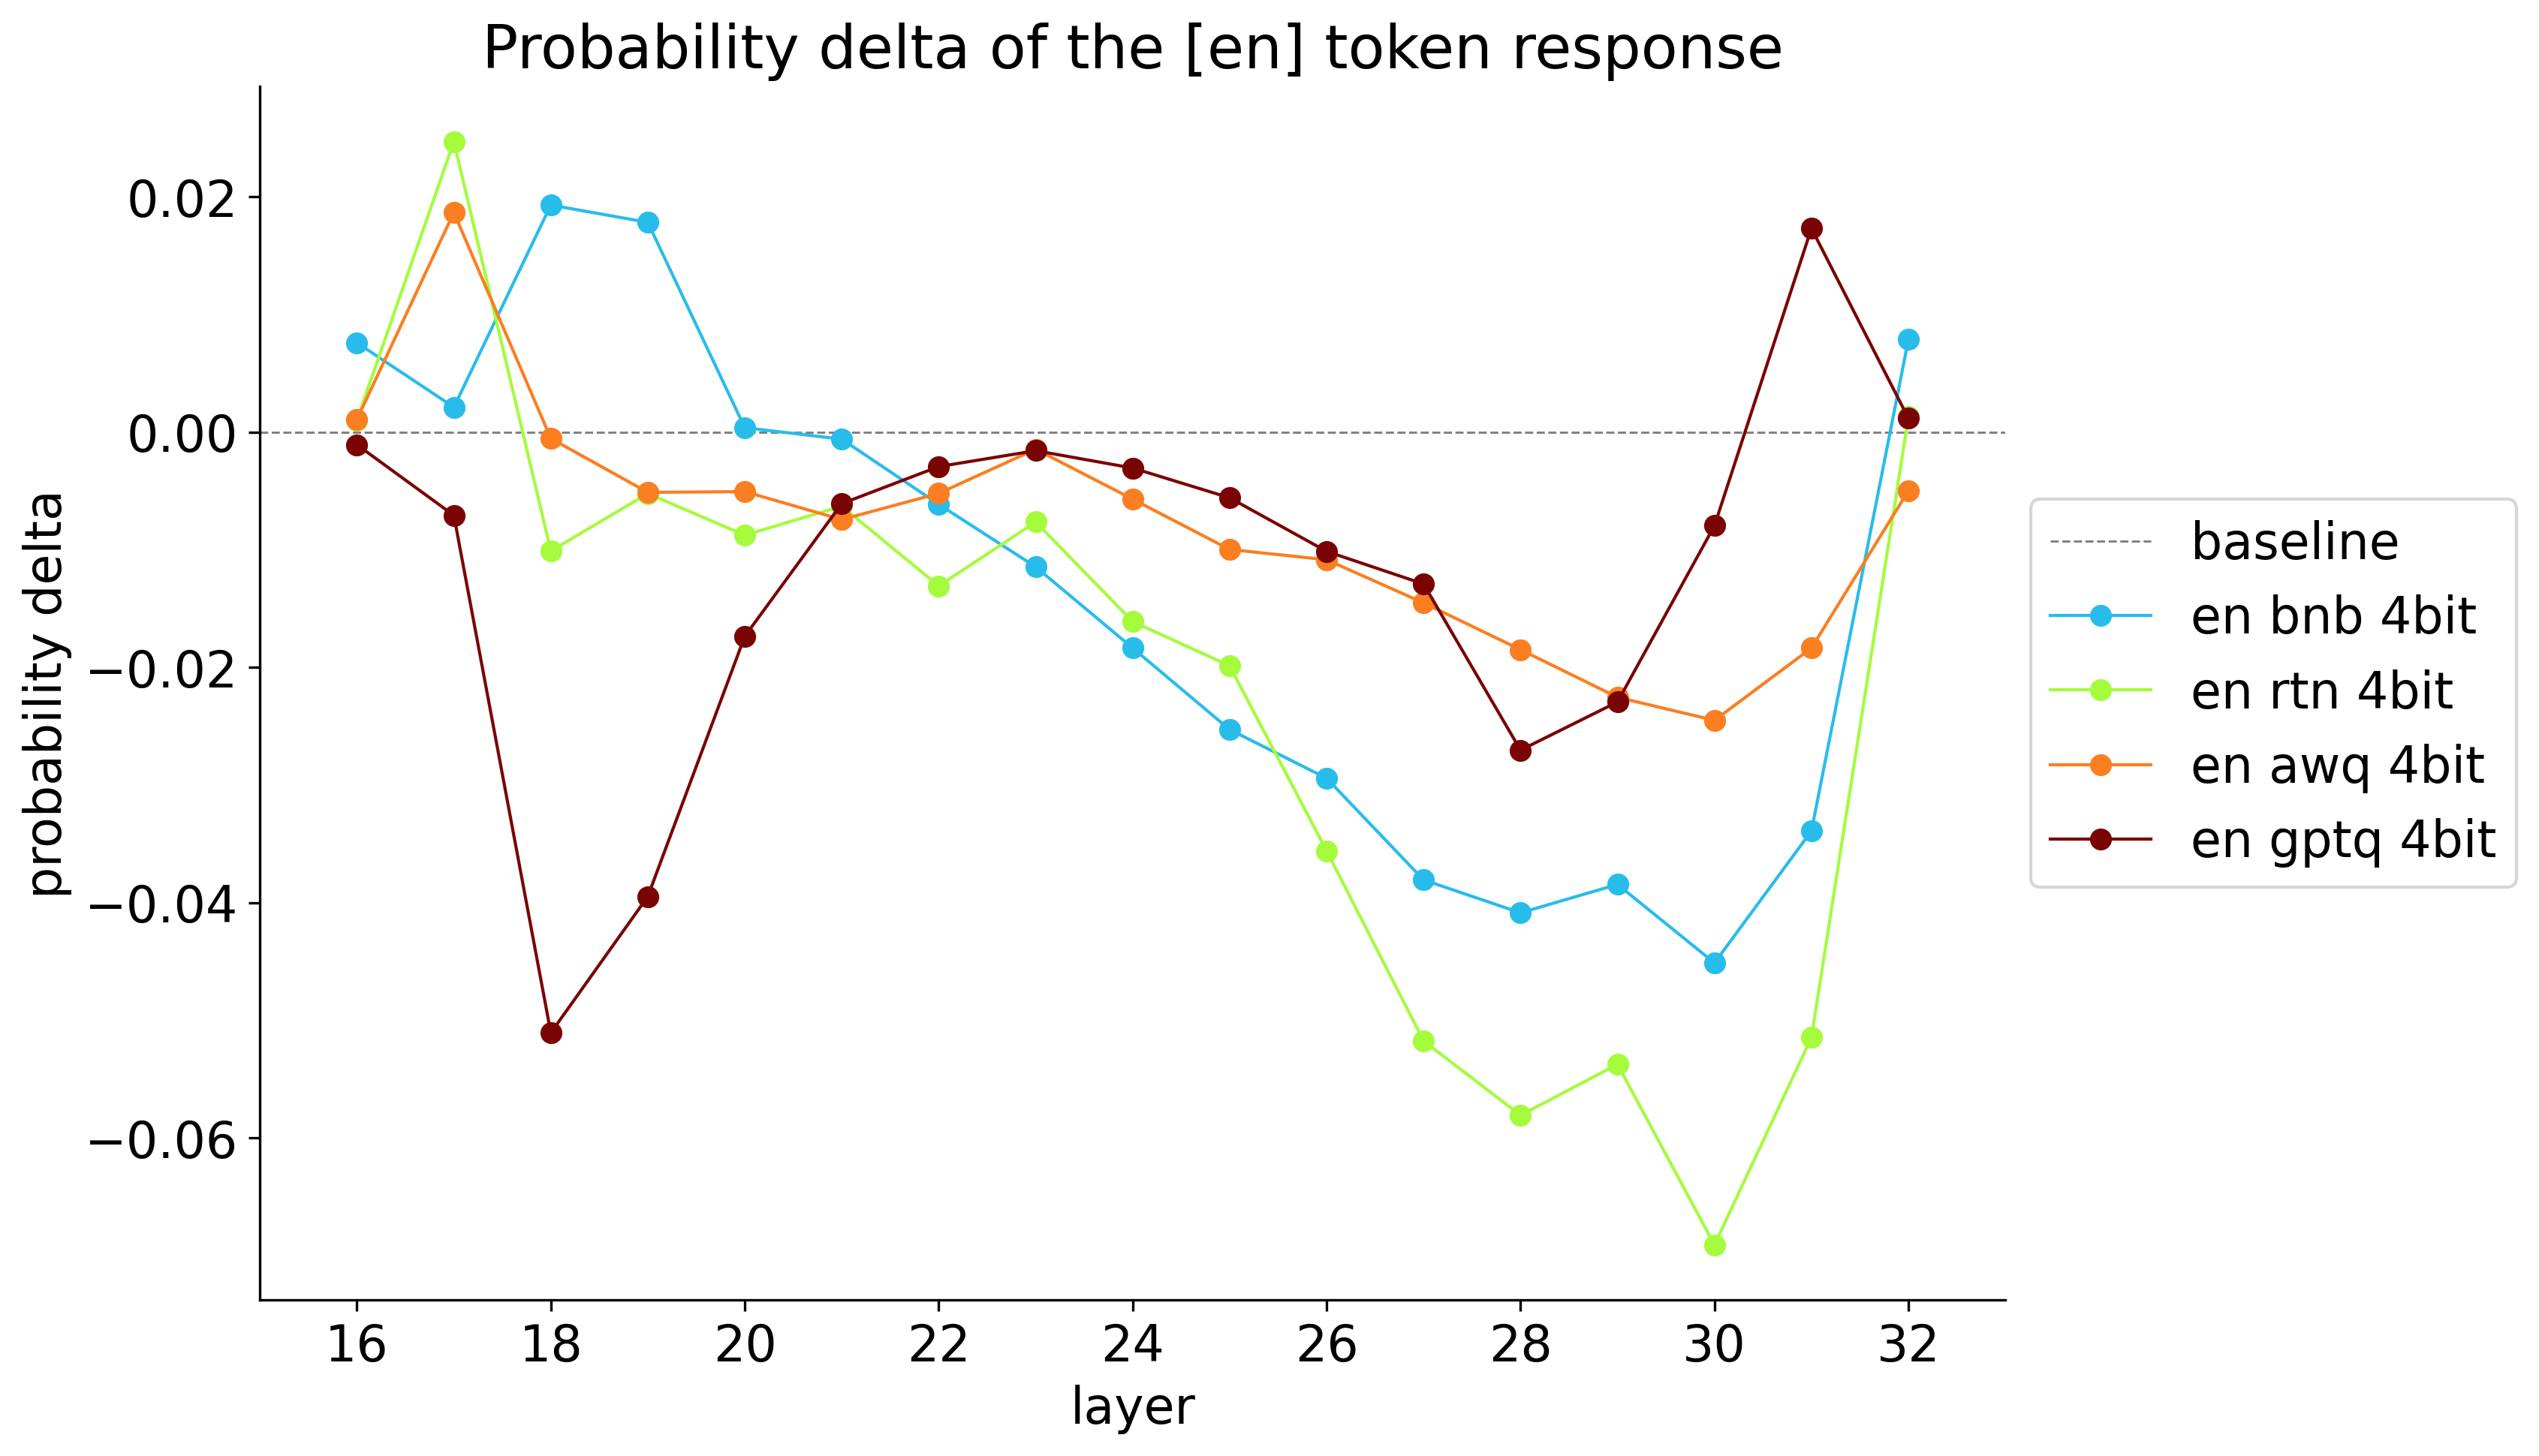 Probability delta of the [en] token response
probability delta
0.02
0.00
−0.02
−0.04
−0.06
16 18 20 22 24 26 28 30 32
layer
baseline
en bnb 4bit
en rtn 4bit
en awq 4bit
en gptq 4bit